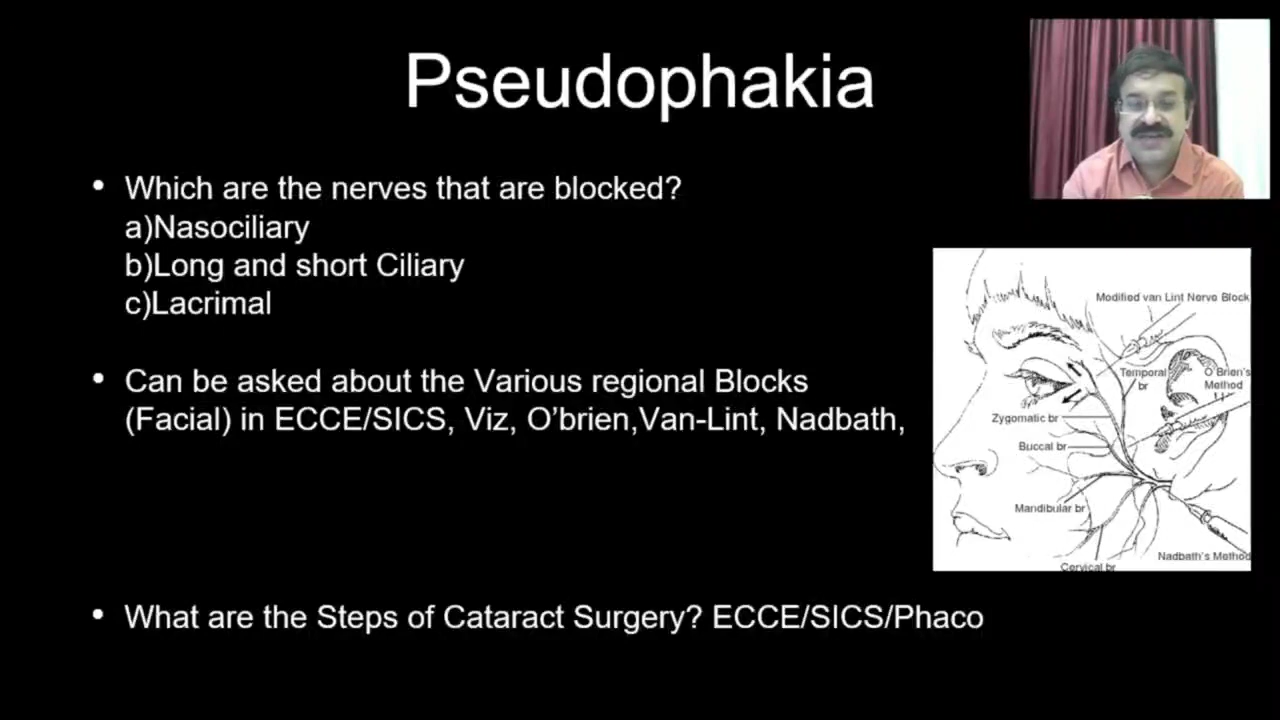 Pseudophakia
• Which are the nerves that are blocked?
a)Nasociliary
b)Long and short Ciliary
c)Lacrimal
• Can be asked about the Various regional Blocks
(Facial) in ECCE/SICS, Viz, O’brien,Van-Lint, Nadbath,
• What are the Steps of Cataract Surgery? ECCE/SICS/Phaco
Modified van Lint Nerve Block
Temporal
br
O'Brien's
Method
Zygomatic br
Buccal br
Mandibular br
Nadbath's Method
Cervical br